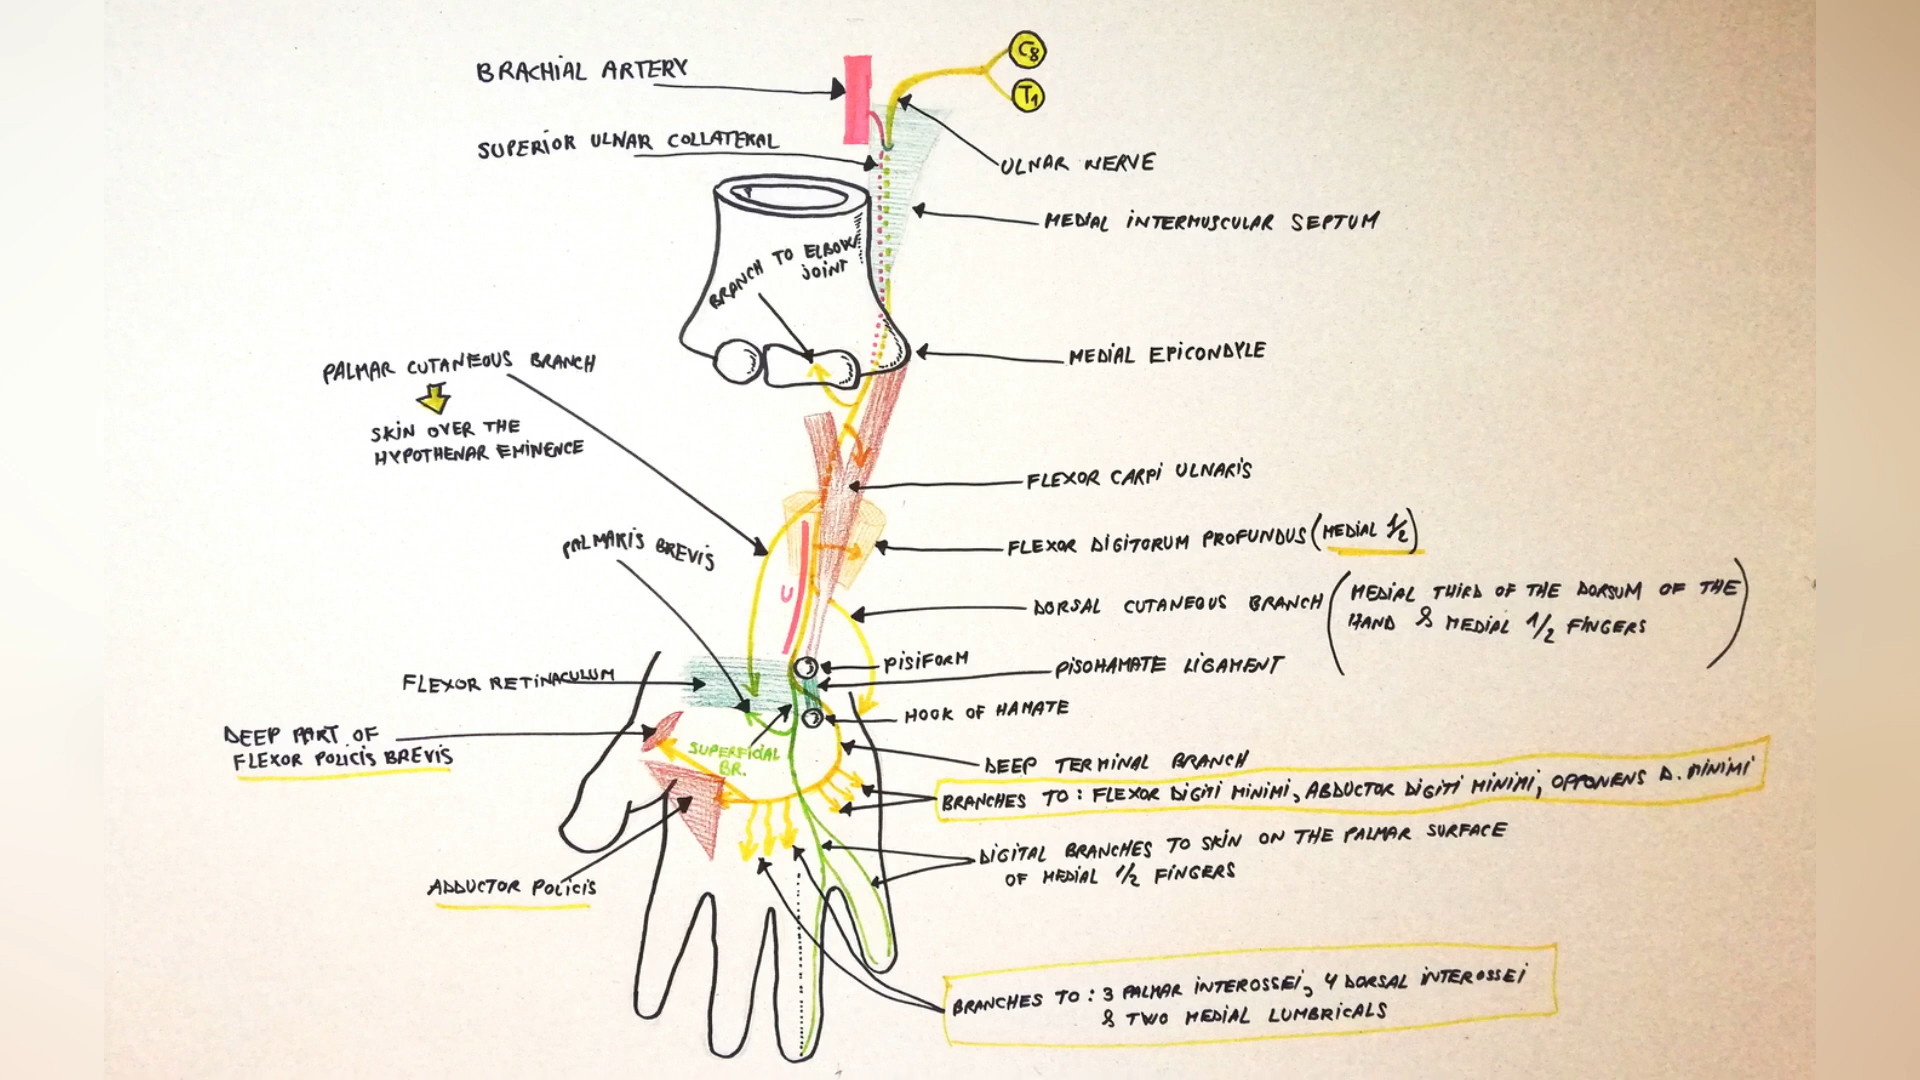 BRACHIAL ARTERY
C8
T1
SUPERIOR ULNAR COLLATERAL
ULNAR NERVE
MEDIAL INTERMUSCULAR SEPTUM
BRANCH TO ELBOW
JOINT
MEDIAL EPICONDYLE
PALMAR CUTANEOUS BRANCH
SKIN OVER THE
HYPOTHENAR EMINENCE
FLEXOR CARPI ULNARIS
FLEXOR DIGITORUM PROFUNDUS (MEDIAL 1/2)
PALMARIS BREVIS
U
DORSAL CUTANEOUS BRANCH (MEDIAL THIRD OF THE DORSUM OF THE
HAND & MEDIAL 1/2 FINGERS)
PISIFORM
PISOHAMATE LIGAMENT
FLEXOR RETINACULUM
HOOK OF HAMATE
DEEP PART OF
FLEXOR POLICIS BREVIS
SUPERFICIAL
BR.
DEEP TERMINAL BRANCH
BRANCHES TO: FLEXOR DIGITI MINIMI, ABDUCTOR DIGITI MINIMI, OPPONENS D. MINIMI
DIGITAL BRANCHES TO SKIN ON THE PALMAR SURFACE
OF MEDIAL 1/2 FINGERS
ADDUCTOR POLICIS
BRANCHES TO: 3 PALMAR INTEROSSEI, 4 DORSAL INTEROSSEI
& TWO MEDIAL LUMBRICALS